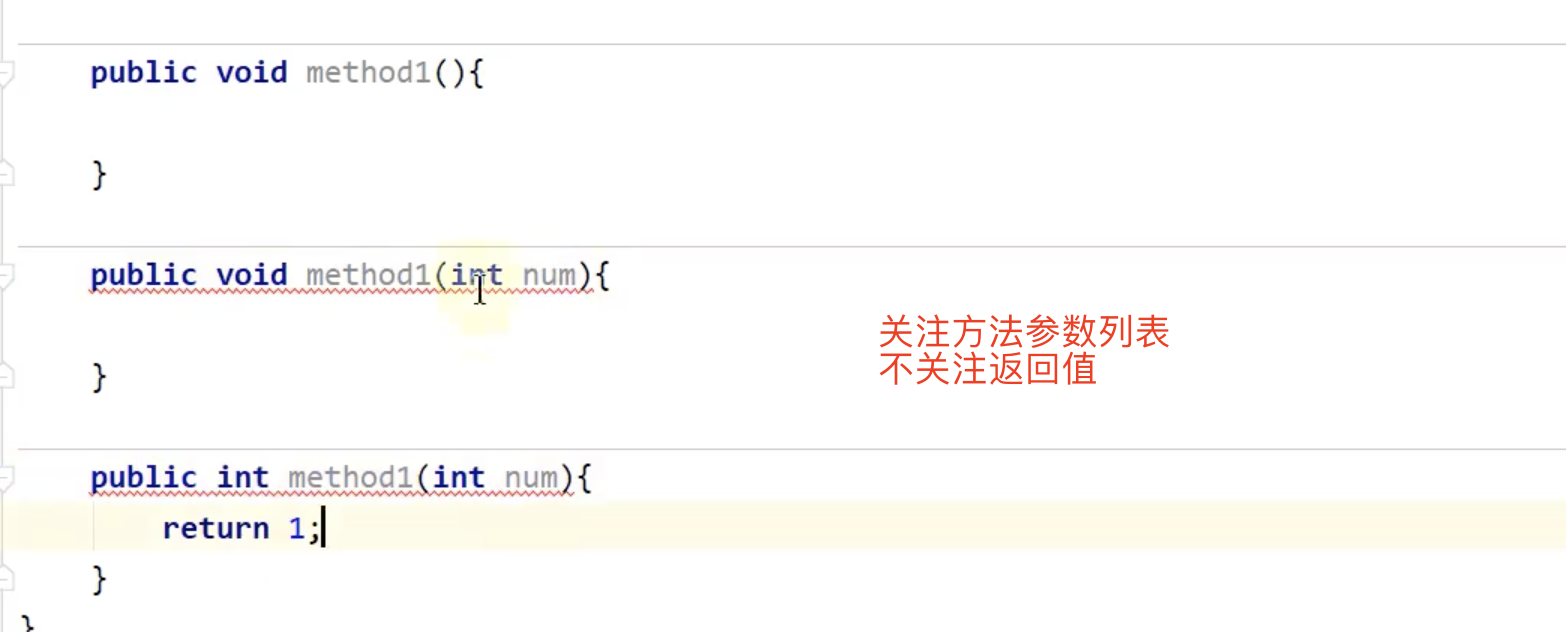 public void method1(){
}
public void method1(int num){
关注方法参数列表
不关注返回值
}
public int method1(int num){
return 1;
}
}